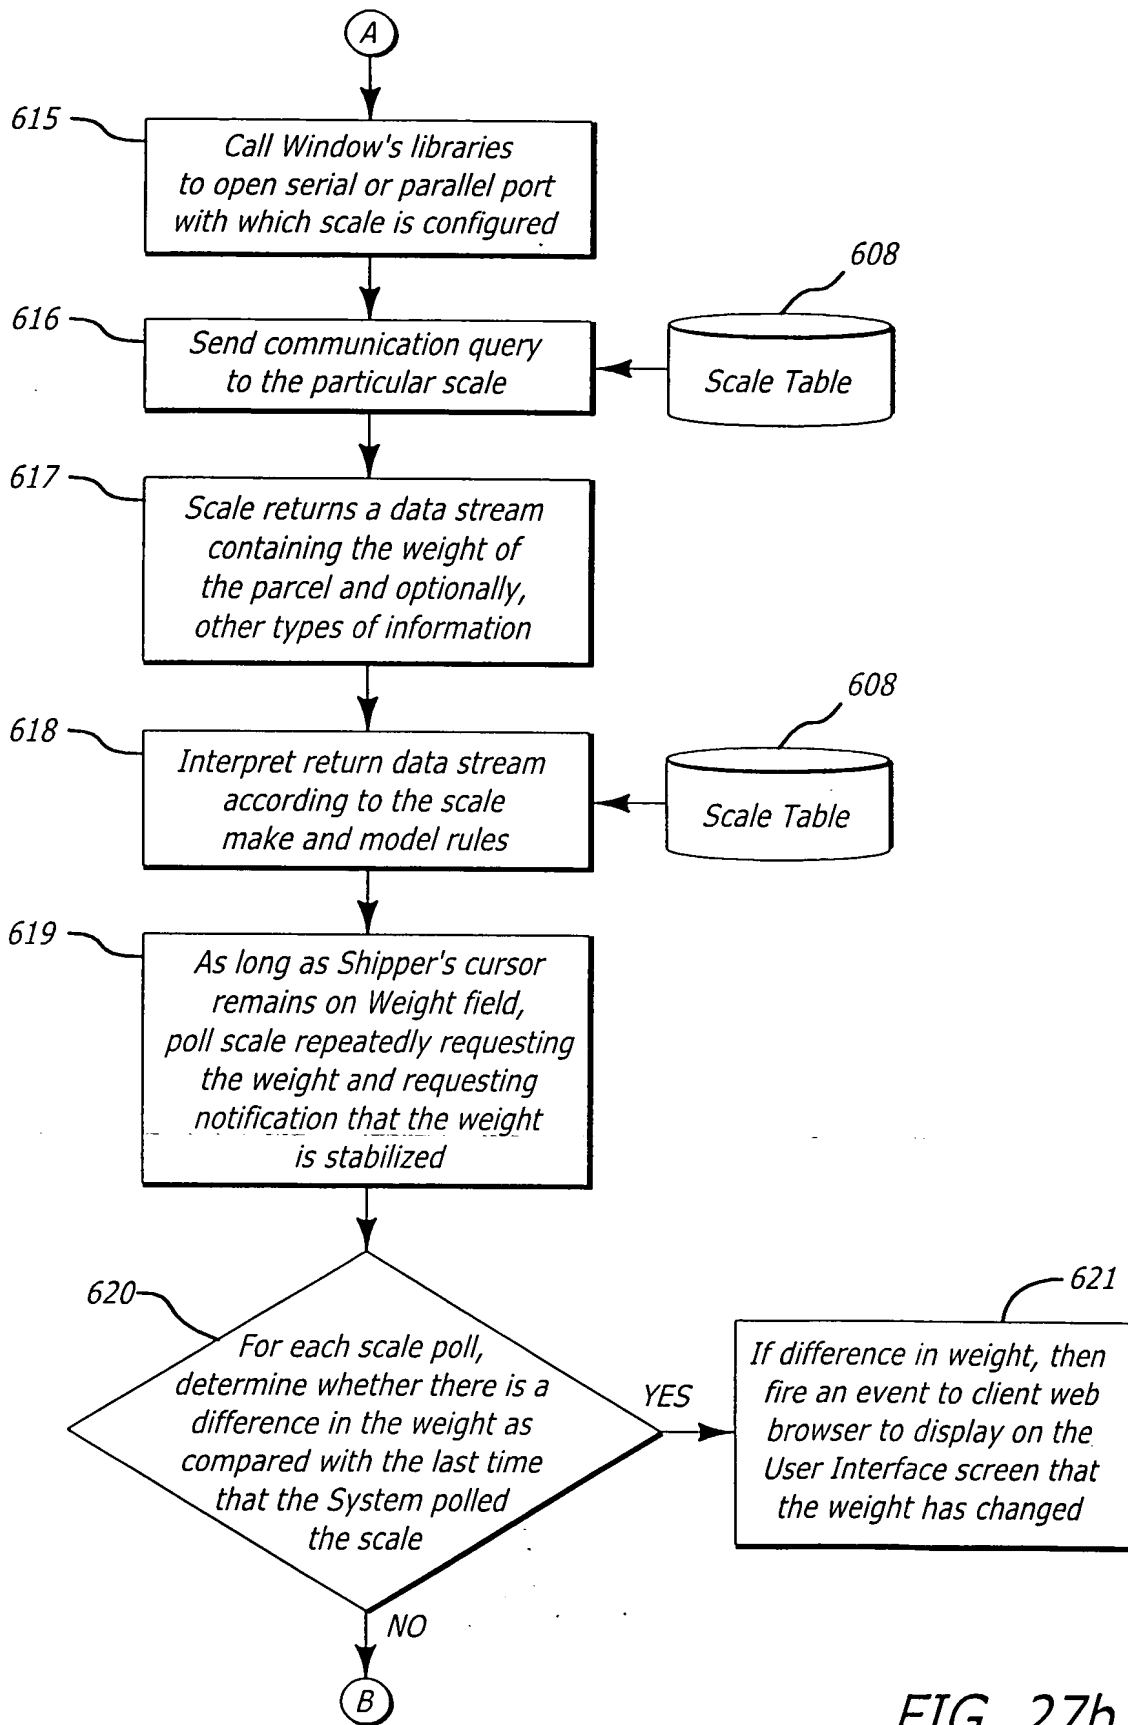 A
615
Call Window's libraries
to open serial or parallel port
with which scale is configured
608
616
Send communication query
to the particular scale
Scale Table
617
Scale returns a data stream
containing the weight of
the parcel and optionally,
other types of information
608
618
Interpret return data stream
according to the scale
make and model rules
Scale Table
619
As long as Shipper's cursor
remains on Weight field,
poll scale repeatedly requesting
the weight and requesting
notification that the weight
is stabilized
620
For each scale poll,
determine whether there is a
difference in the weight as
compared with the last time
that the System polled
the scale
YES
621
If difference in weight, then
fire an event to client web
browser to display on the
User Interface screen that
the weight has changed
NO
B
FIG. 27b